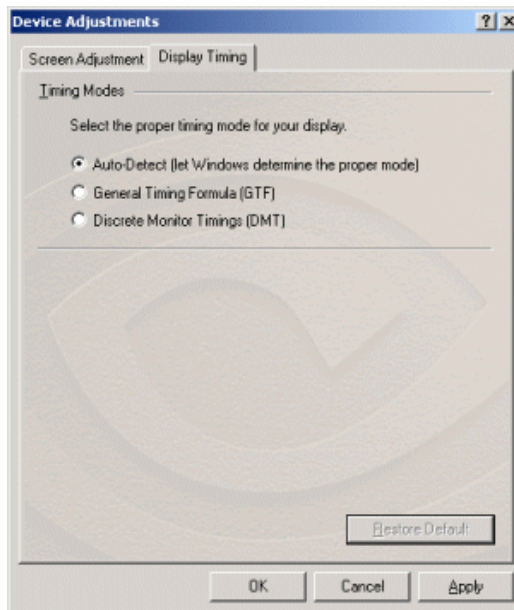 Device Adjustments
Screen Adjustment Display Timing
Timing Modes
Select the proper timing mode for your display.
Auto-Detect (let Windows determine the proper mode)
General Timing Formula (GTF)
Discrete Monitor Timings (DMT)
Restore Default
OK Cancel Apply